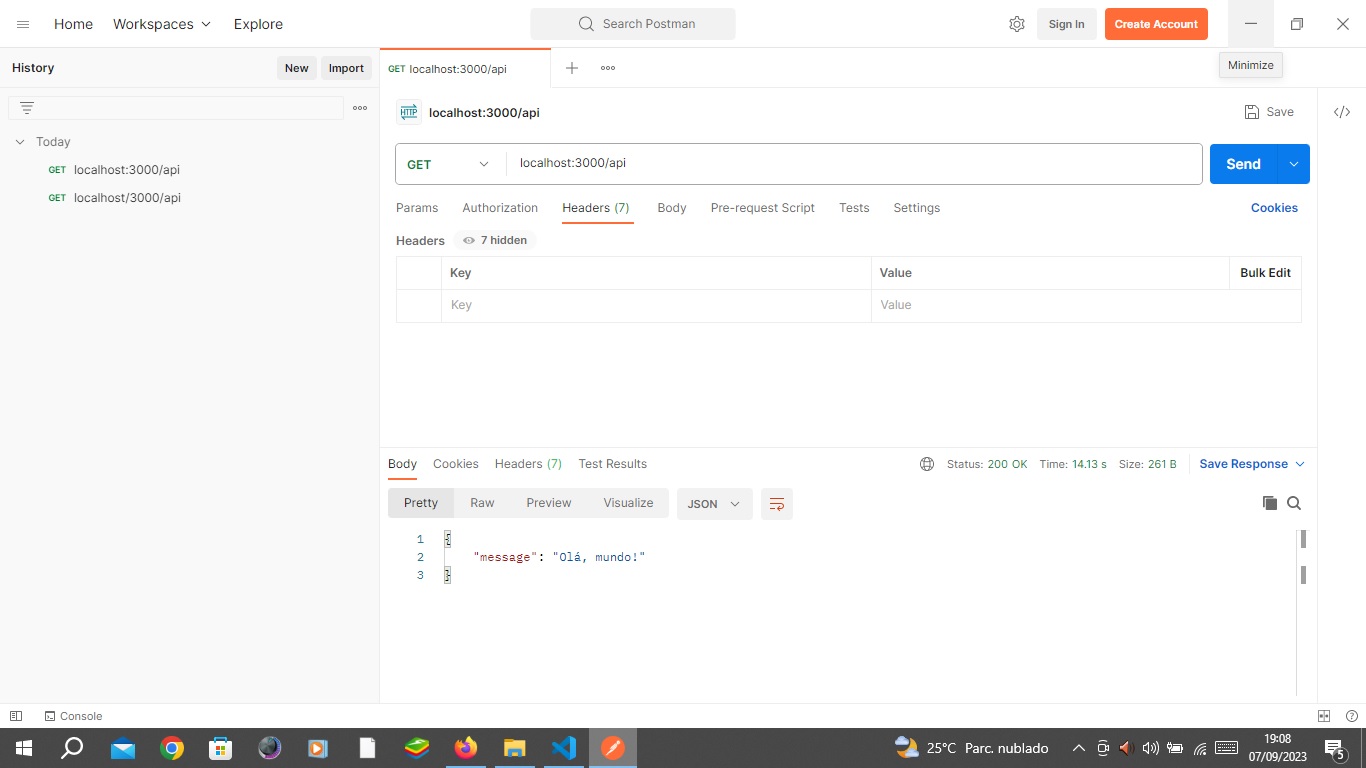 Home Workspaces Explore Search Postman Sign In Create Account
Minimize
History New Import
GET localhost:3000/api
HTTP localhost:3000/api Save
Today
GET localhost:3000/api
GET localhost/3000/api
GET localhost:3000/api Send
Params Authorization Headers (7) Body Pre-request Script Tests Settings Cookies
Headers 7 hidden
Key Value Bulk Edit
Key Value
Body Cookies Headers (7) Test Results Status: 200 OK Time: 14.13 s Size: 261 B Save Response
Pretty Raw Preview Visualize JSON
1 {
2 "message": "Olá, mundo!"
3 }
Console
25°C Parc. nublado 19:08
07/09/2023 5